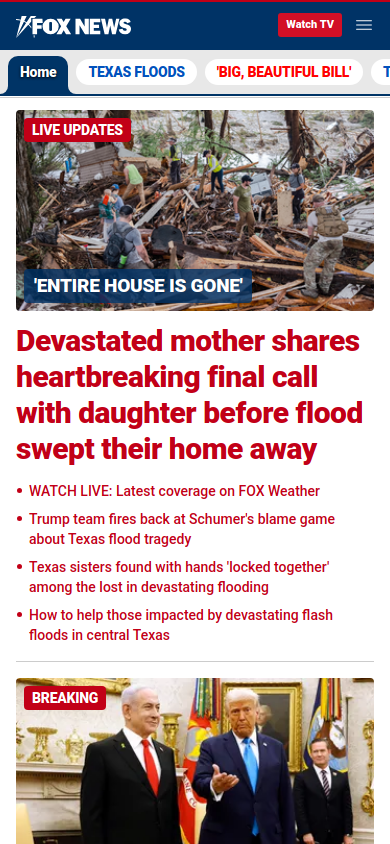 FOX NEWS
Watch TV
Home
TEXAS FLOODS
'BIG, BEAUTIFUL BILL'
LIVE UPDATES
'ENTIRE HOUSE IS GONE'
Devastated mother shares
heartbreaking final call
with daughter before flood
swept their home away
• WATCH LIVE: Latest coverage on FOX Weather
• Trump team fires back at Schumer's blame game
about Texas flood tragedy
• Texas sisters found with hands 'locked together'
among the lost in devastating flooding
• How to help those impacted by devastating flash
floods in central Texas
BREAKING